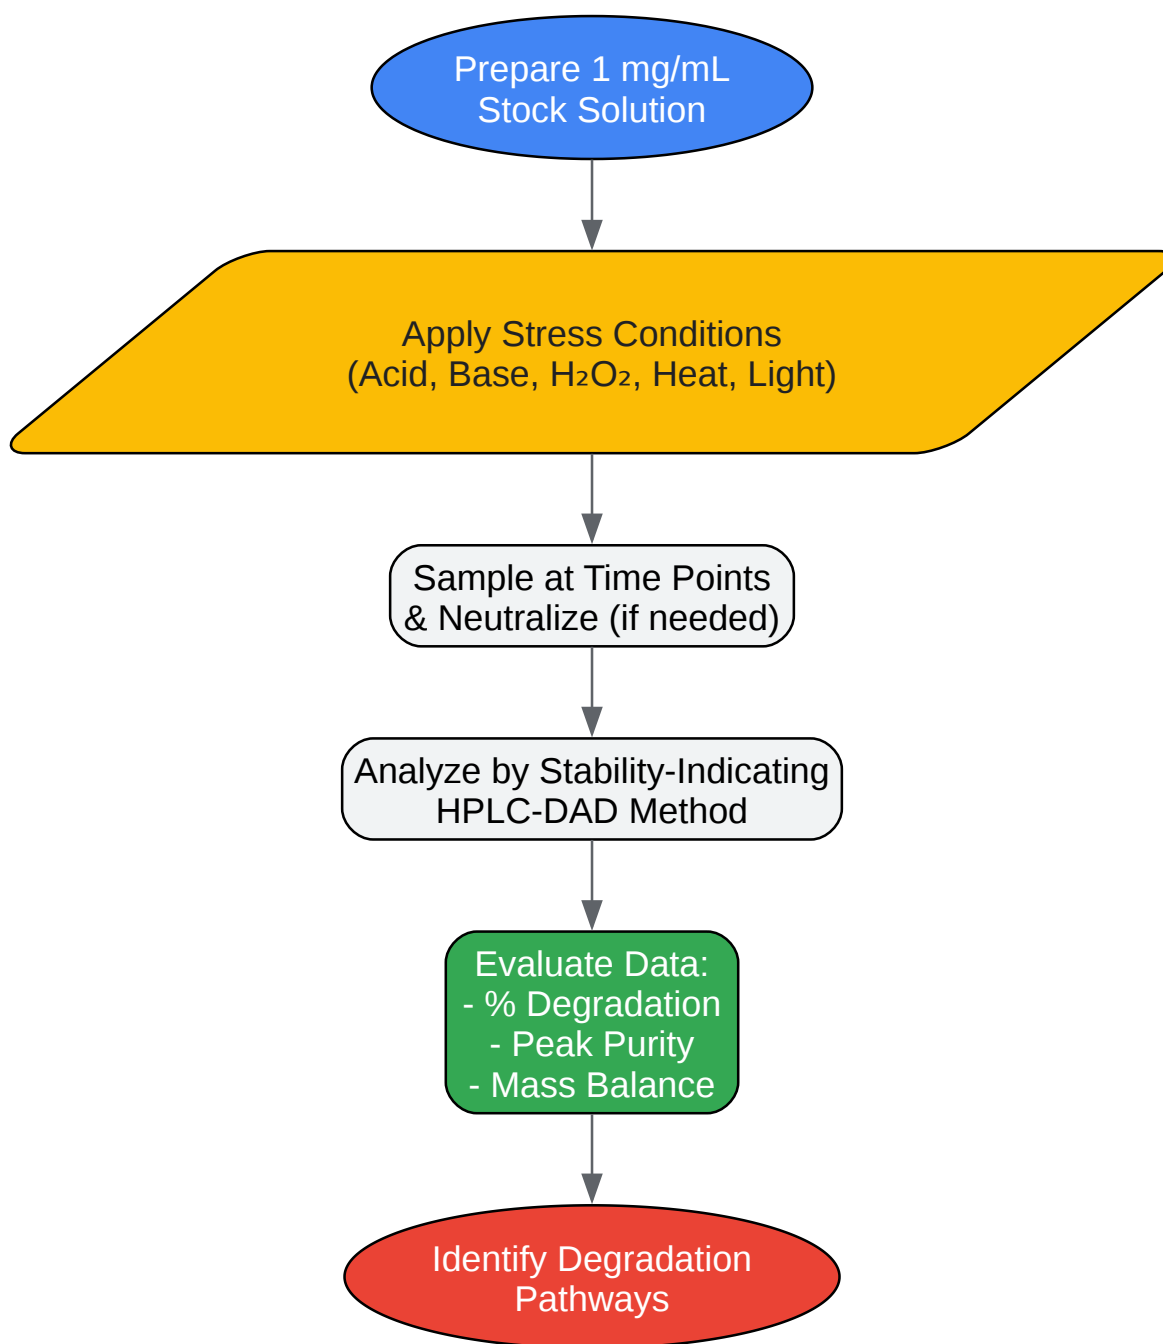 Prepare 1 mg/mL
Stock Solution
Apply Stress Conditions
(Acid, Base, H₂O₂, Heat, Light)
Sample at Time Points
& Neutralize (if needed)
Analyze by Stability-Indicating
HPLC-DAD Method
Evaluate Data:
- % Degradation
- Peak Purity
- Mass Balance
Identify Degradation
Pathways